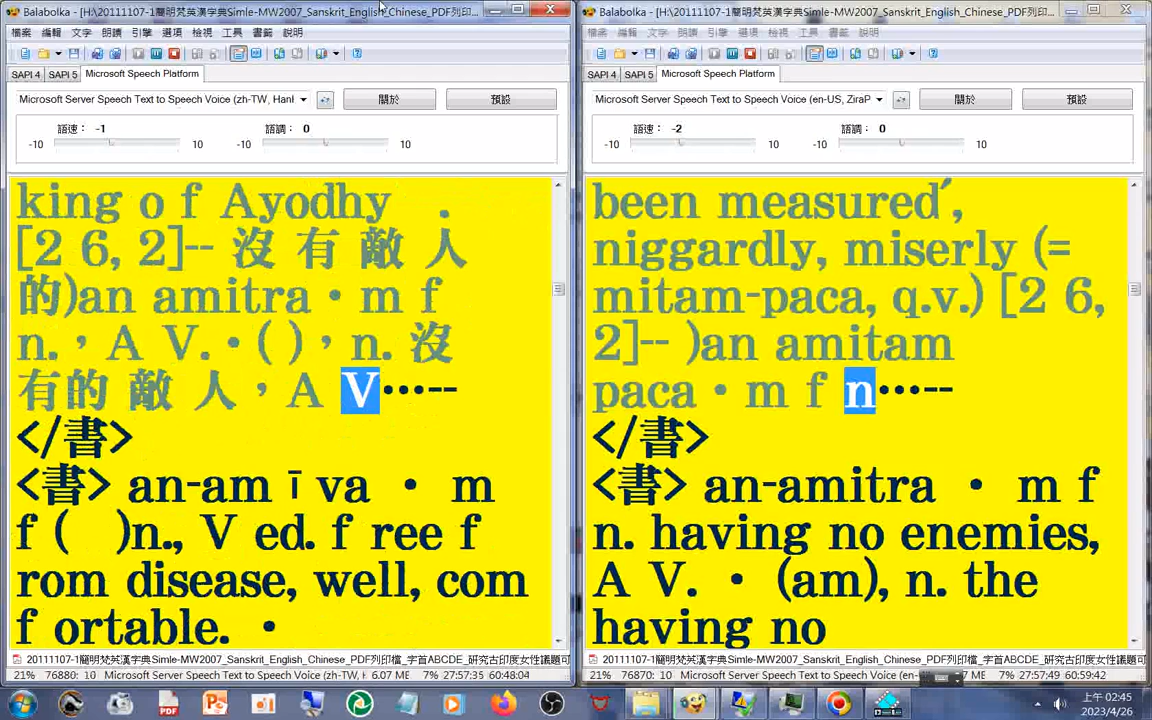 Balabolka - [H:\20111107-1簡明梵英漢字典Simle-MW2007_Sanskrit_English_Chinese_PDF列印...
檔案 編輯 文字 朗讀 引擎 選項 檢視 工具 書籤 說明
SAPI 4 SAPI 5 Microsoft Speech Platform
Microsoft Server Speech Text to Speech Voice (zh-TW, Hanl 關於 預設
語速： -1 語調： 0
-10 10 -10 10
king o f Ayodhy .
[2 6, 2]-- 沒 有 敵 人
的)an amitra・m f
n.，A V.・( )，n. 沒
有的 敵 人，A V•••--
</書>
<書> an-am ī va ・ m
f ( )n., V ed. f ree f
rom disease, well, com
f ortable. ・
20111107-1簡明梵英漢字典Simle-MW2007_Sanskrit_English_Chinese_PDF列印檔_字首ABCDE_研究古印度女性議題可
21% 76880: 10 Microsoft Server Speech Text to Speech Voice (zh-TW, H 6.07 ME 7% 27:57:35 60:48:04
Balabolka - [H:\20111107-1簡明梵英漢字典Simle-MW2007_Sanskrit_English_Chinese_PDF列印...
檔案 編輯 文字 朗讀 引擎 選項 檢視 工具 書籤 說明
SAPI 4 SAPI 5 Microsoft Speech Platform
Microsoft Server Speech Text to Speech Voice (en-US, ZiraP 關於 預設
語速： -2 語調： 0
-10 10 -10 10
been measured′,
niggardly, miserly (=
mitam-paca, q.v.) [2 6,
2]-- )an amitam
paca・m f n•••--
</書>
<書> an-amitra ・ m f
n. having no enemies,
A V. ・ (am), n. the
having no
20111107-1簡明梵英漢字典Simle-MW2007_Sanskrit_English_Chinese_PDF列印檔_字首ABCDE_研究古印度女性議題可
21% 76870: 10 Microsoft Server Speech Text to Speech Voice 7% 27:57:49 60:59:42
上午 02:45
2023/4/26